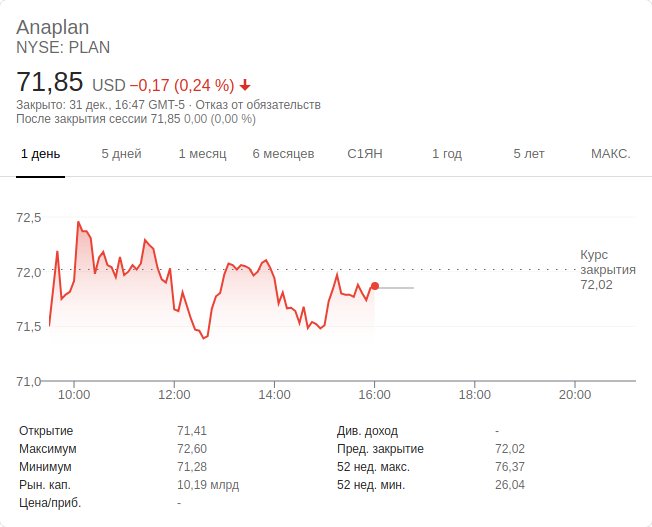 Anaplan
NYSE: PLAN
71,85 USD −0,17 (0,24 %)
Закрыто: 31 дек., 16:47 GMT-5 · Отказ от обязательств
После закрытия сессии 71,85 0,00 (0,00 %)
1 день 5 дней 1 месяц 6 месяцев С1ЯН 1 год 5 лет МАКС.
72,5
Курс
закрытия
72,02
72,0
71,5
71,0
10:00 12:00 14:00 16:00 18:00 20:00
Открытие 71,41 Див. доход -
Максимум 72,60 Пред. закрытие 72,02
Минимум 71,28 52 нед. макс. 76,37
Рын. кап. 10,19 млрд 52 нед. мин. 26,04
Цена/приб. -